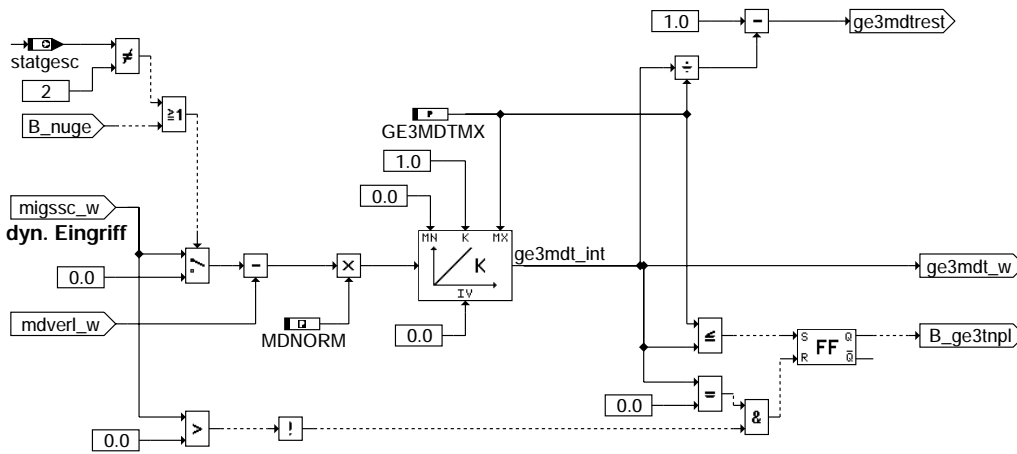 1.0
-
ge3mdtrest
statgesc
≠
÷
2
≧1
P
GE3MDTMX
B_nuge
1.0
0.0
migssc_w
dyn. Eingriff
MN K MX
K
IV
ge3mdt_int
ge3mdt_w
0.0
-
×
mdverl_w
MDNORM
0.0
≤
S Q
R Q̅
FF
B_ge3tnpl
=
0.0
&
>
!
0.0